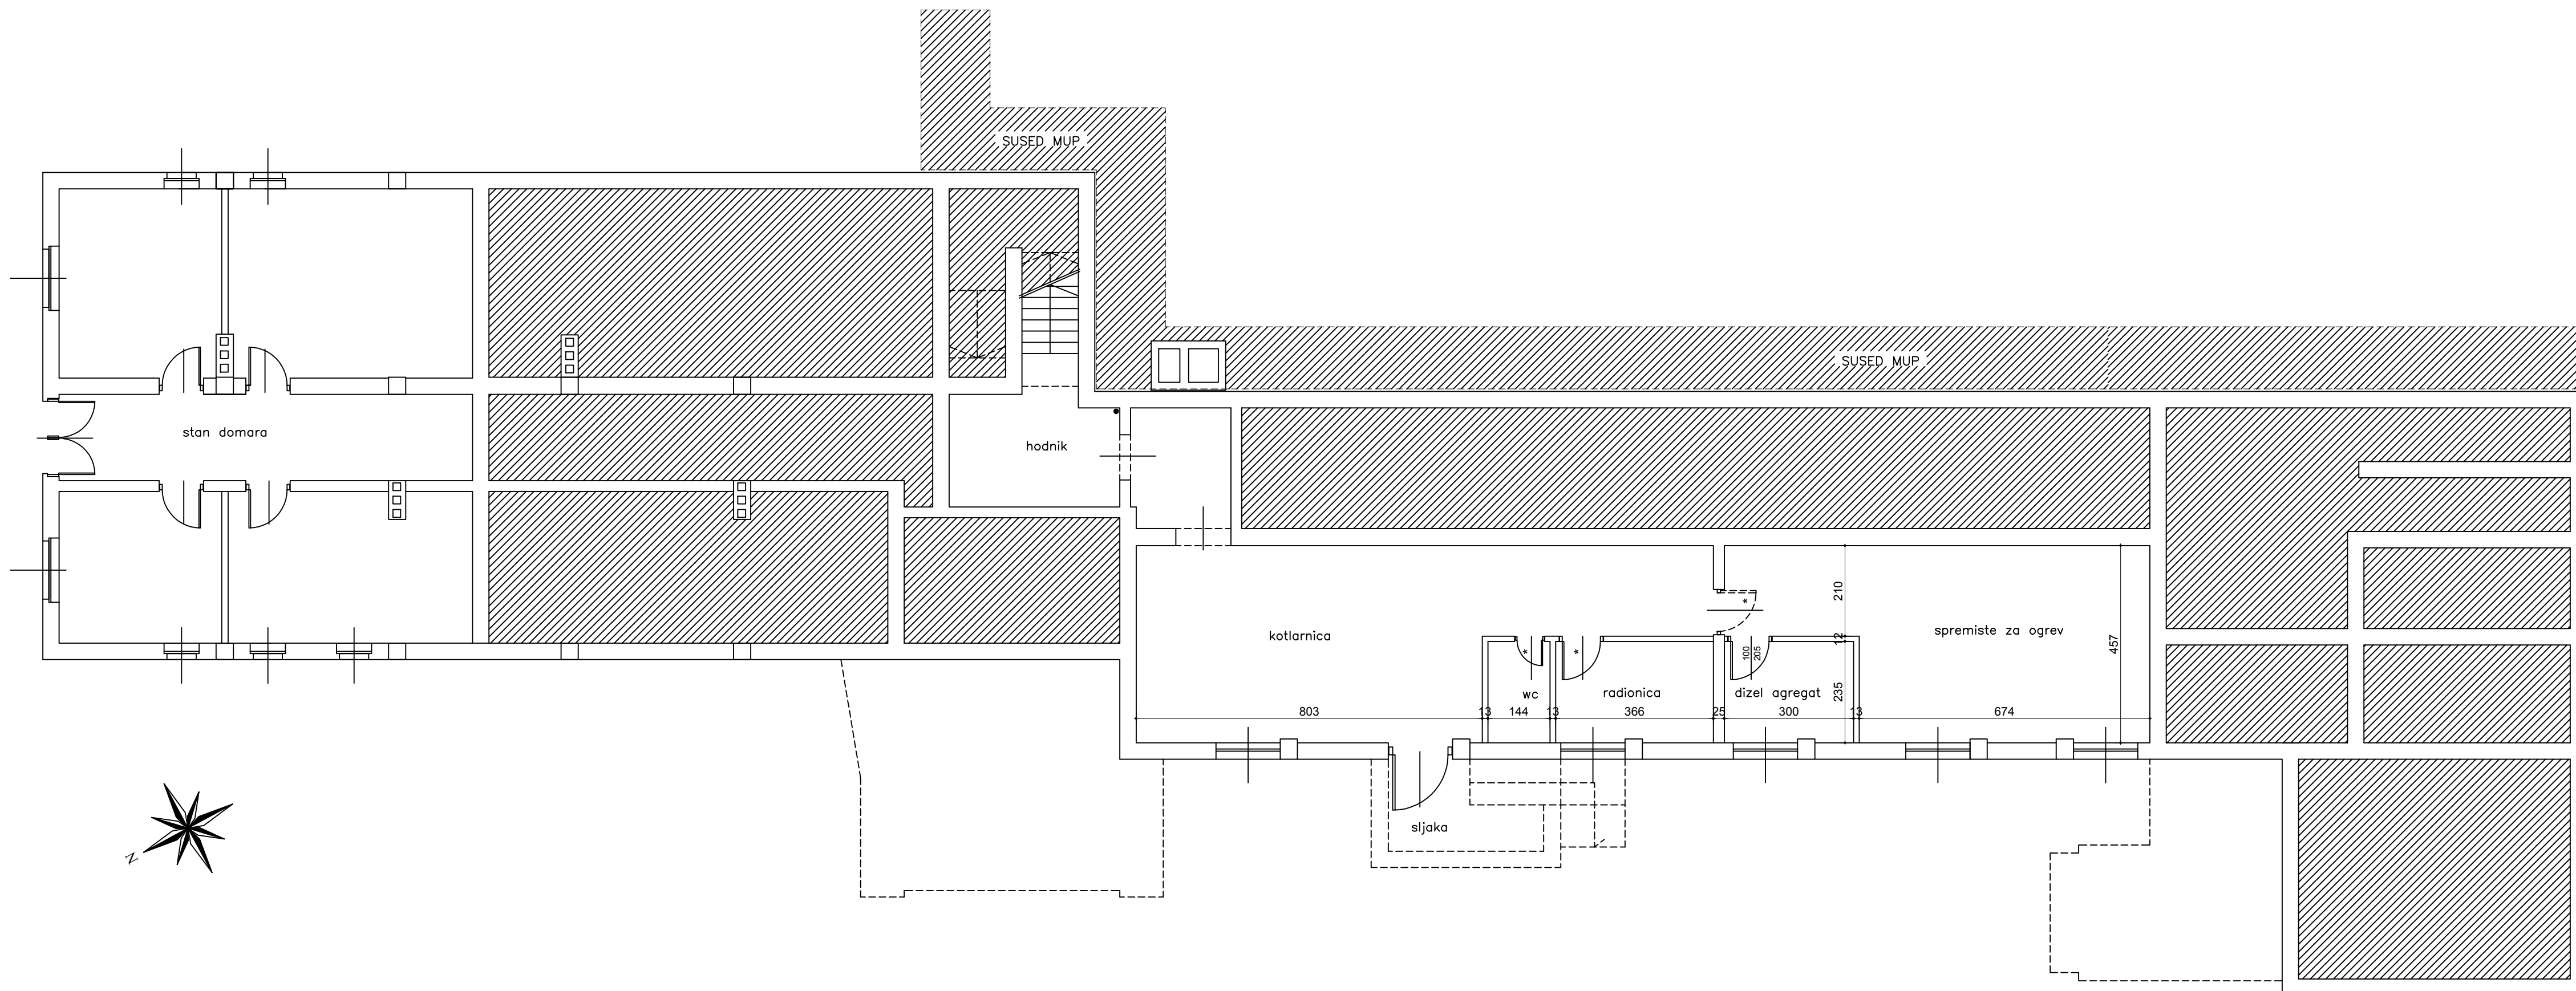 SUSED MUP
SUSED MUP
stan domara
hodnik
kotlarnica
*
*
*
100
205
210
12
235
457
spremiste za ogrev
wc
radionica
dizel agregat
803
13
144
13
366
25
300
13
674
sljaka
N